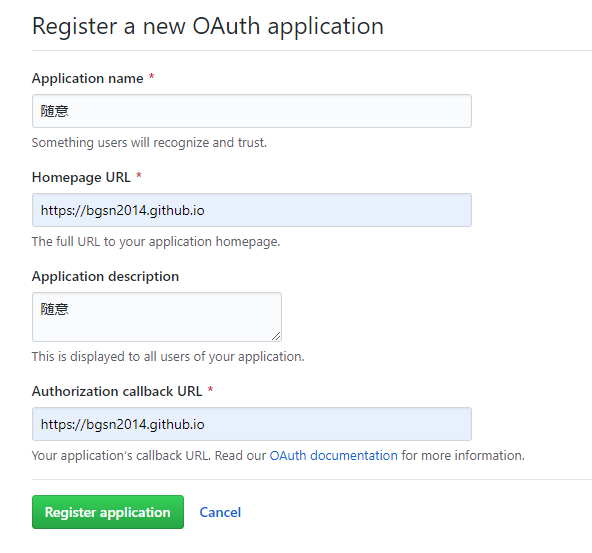 Register a new OAuth application
Application name *
随意
Something users will recognize and trust.
Homepage URL *
https://bgsn2014.github.io
The full URL to your application homepage.
Application description
随意
This is displayed to all users of your application.
Authorization callback URL *
https://bgsn2014.github.io
Your application's callback URL. Read our OAuth documentation for more information.
Register application Cancel